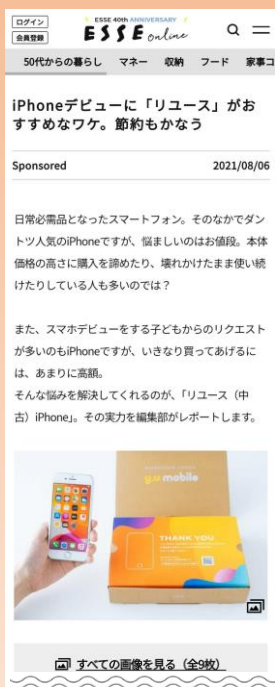 ログイン
会員登録
ESSE 40th ANNIVERSARY
ESSE online
50代からの暮らし マネー 収納 フード 家事コ
iPhoneデビューに「リユース」がお
すすめなワケ。節約もかなう
Sponsored
2021/08/06
日常必需品となったスマートフォン。そのなかでダン
トツ人気のiPhoneですが、悩ましいのはお値段。本体
価格の高さに購入を諦めたり、壊れかけたまま使い続
けたりしている人も多いのでは？
また、スマホデビューをする子どもからのリクエスト
が多いのもiPhoneですが、いきなり買ってあげるに
は、あまりに高額。
そんな悩みを解決してくれるのが、「リユース（中
古）iPhone」。その実力を編集部がレポートします。
y.u mobile
THANK YOU
すべての画像を見る（全9枚）